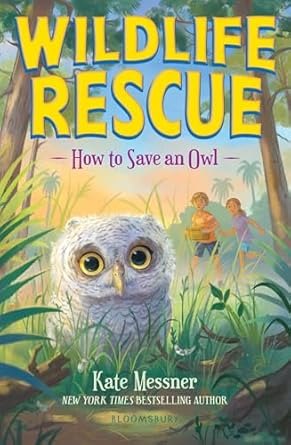 WILDLIFE
RESCUE
How to Save an Owl
Kate Messner
NEW YORK TIMES BESTSELLING AUTHOR
BLOOMSBURY